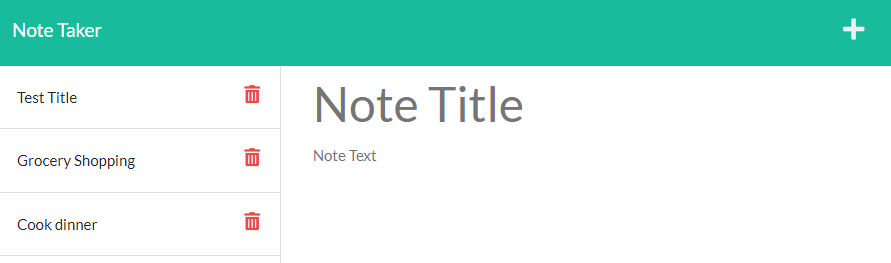 Note Taker
Test Title
Grocery Shopping
Cook dinner
Note Title
Note Text